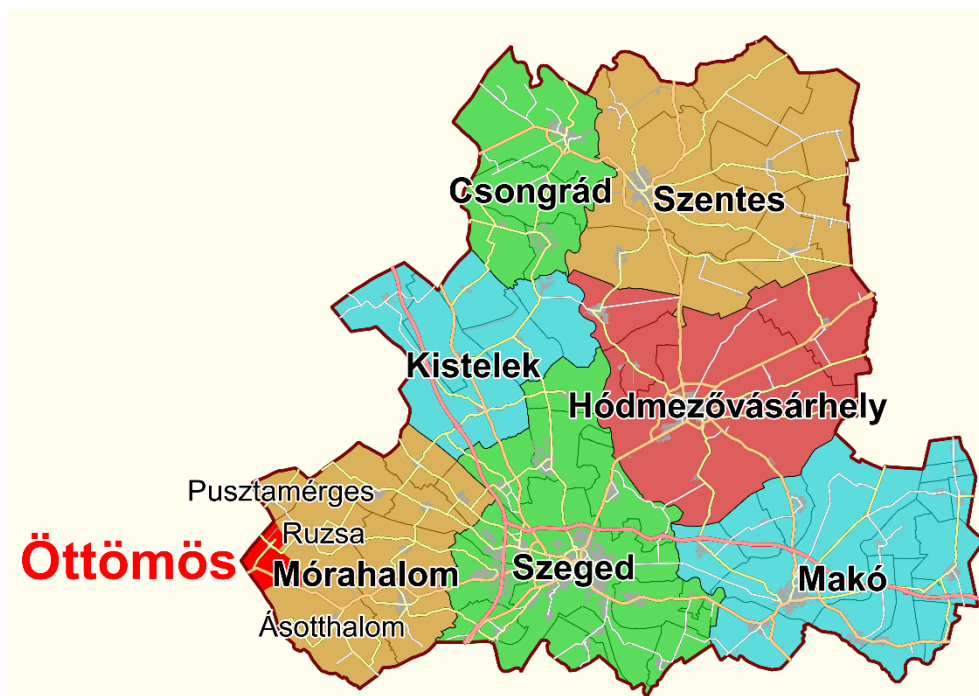 Csongrád
Szentes
Kistelek
Hódmezővásárhely
Pusztamérges
Ruzsa
Öttömös
Mórahalom
Szeged
Makó
Ásotthalom